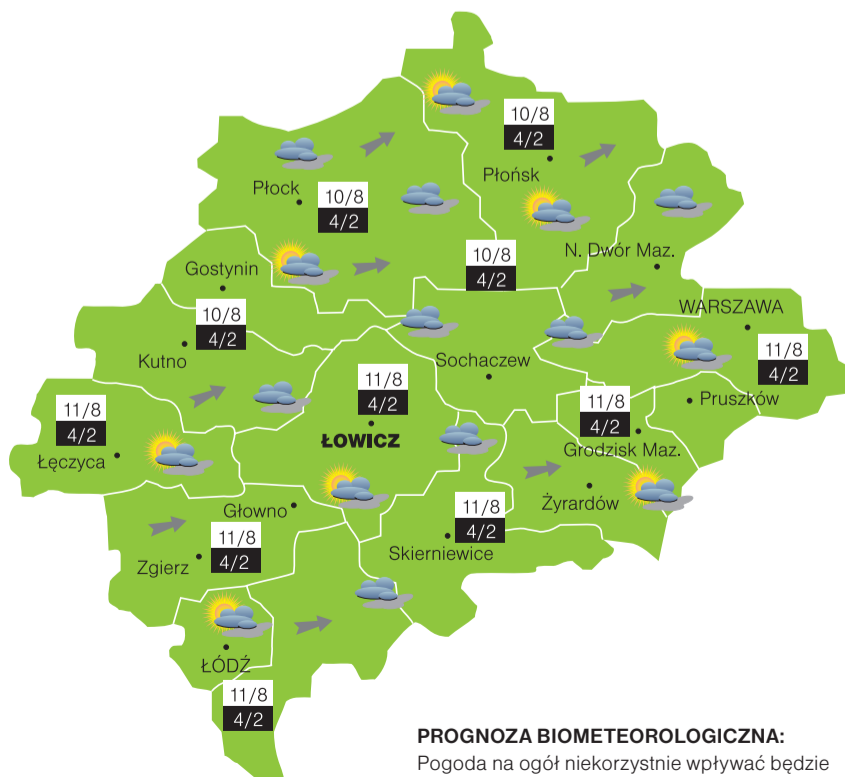 10/8
4/2
Płońsk
Płock
10/8
4/2
N. Dwór Maz.
10/8
4/2
Gostynin
WARSZAWA
10/8
4/2
Kutno
11/8
4/2
Sochaczew
11/8
4/2
Pruszków
11/8
4/2
ŁOWICZ
11/8
4/2
Grodzisk Maz.
Łęczyca
Żyrardów
Głowno
11/8
4/2
Skierniewice
11/8
4/2
Zgierz
ŁÓDŹ
11/8
4/2
PROGNOZA BIOMETEOROLOGICZNA:
Pogoda na ogół niekorzystnie wpływać będzie